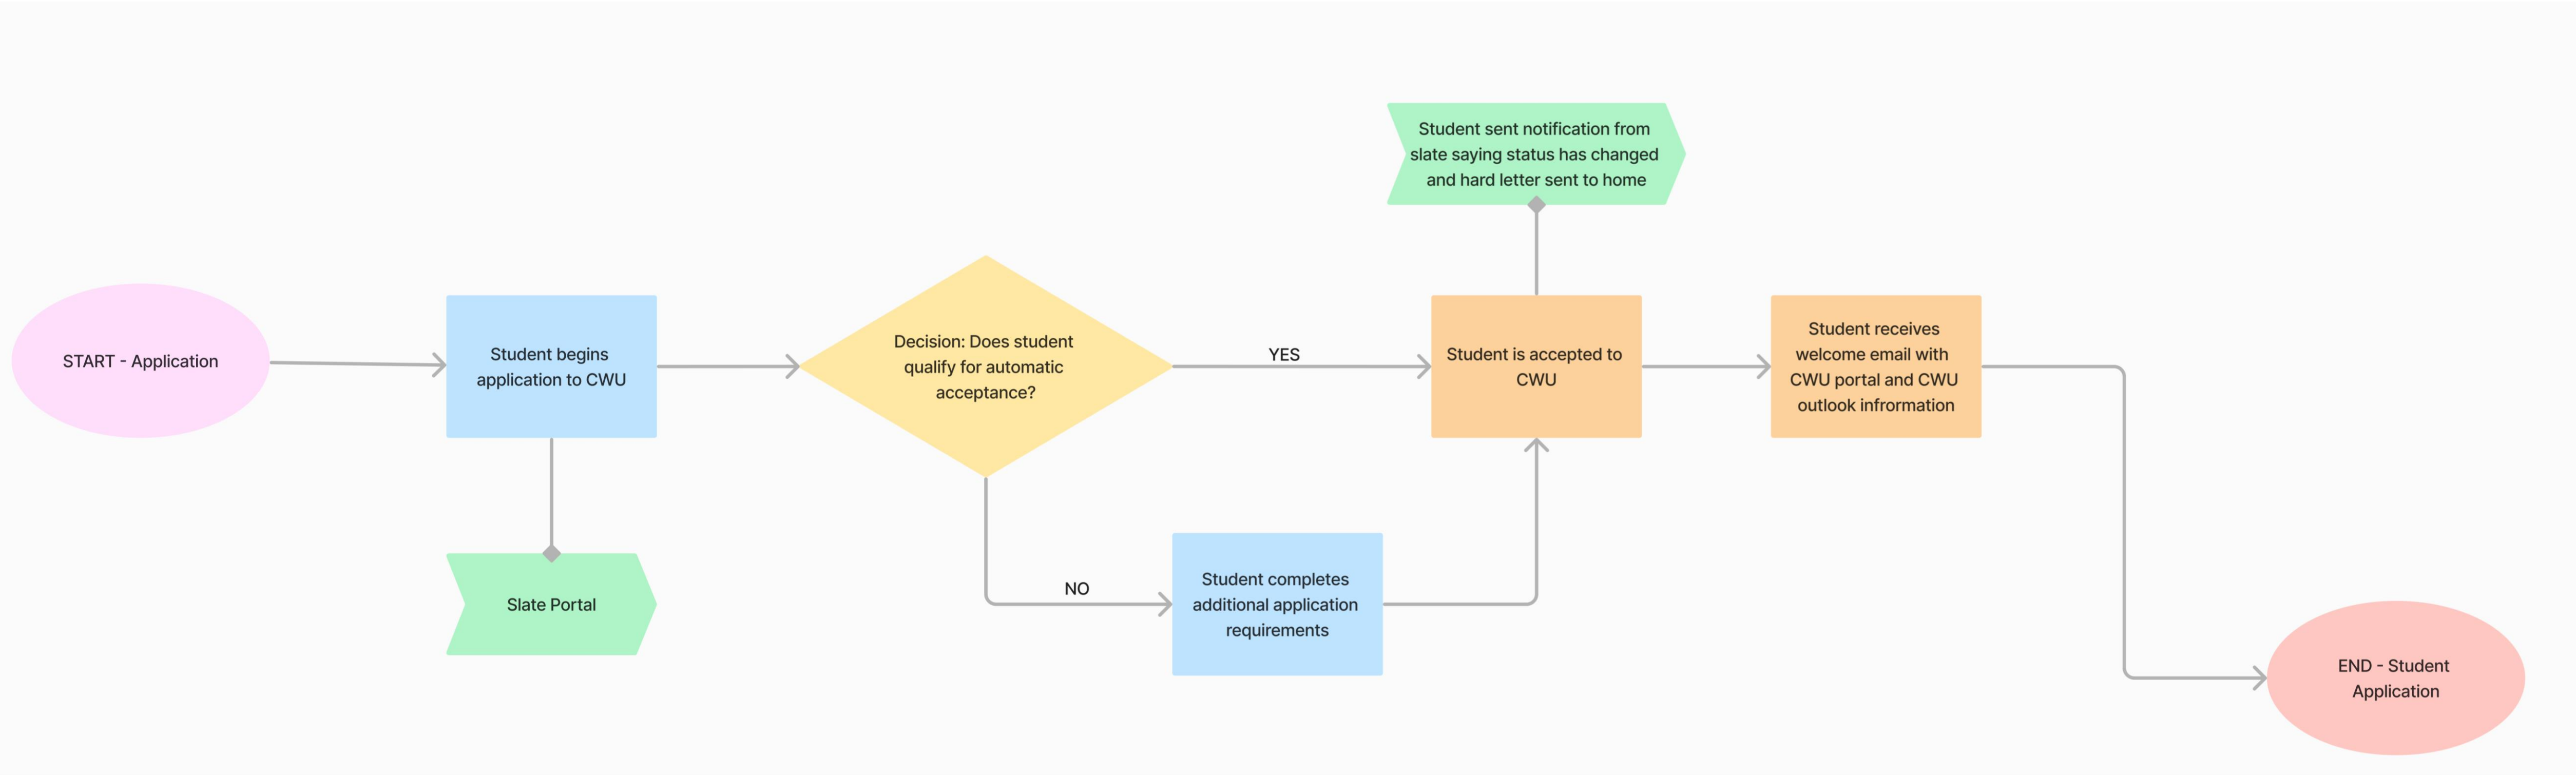 START - Application
Student begins
application to CWU
Slate Portal
Decision: Does student
qualify for automatic
acceptance?
YES
NO
Student completes
additional application
requirements
Student sent notification from
slate saying status has changed
and hard letter sent to home
Student is accepted to
CWU
Student receives
welcome email with
CWU portal and CWU
outlook infrormation
END - Student
Application